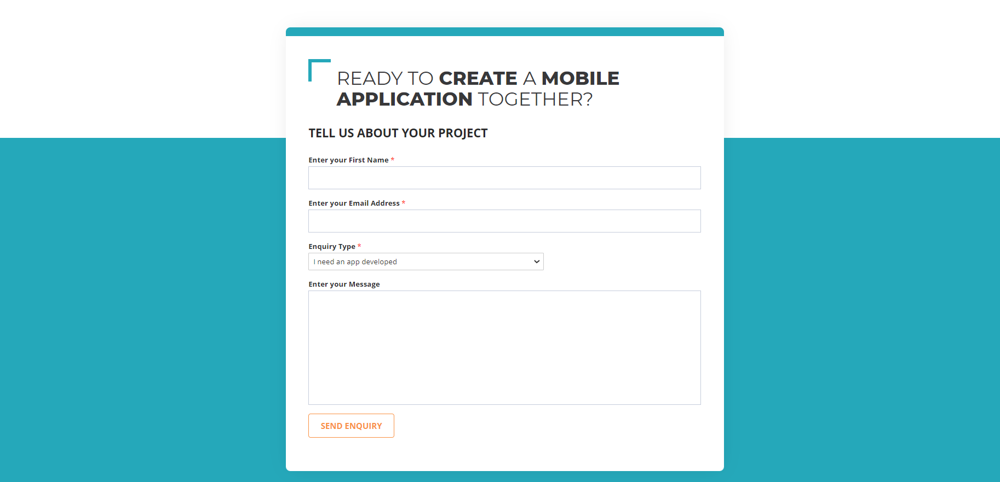 READY TO CREATE A MOBILE
APPLICATION TOGETHER?
TELL US ABOUT YOUR PROJECT
Enter your First Name *
Enter your Email Address *
Enquiry Type *
I need an app developed
Enter your Message
SEND ENQUIRY